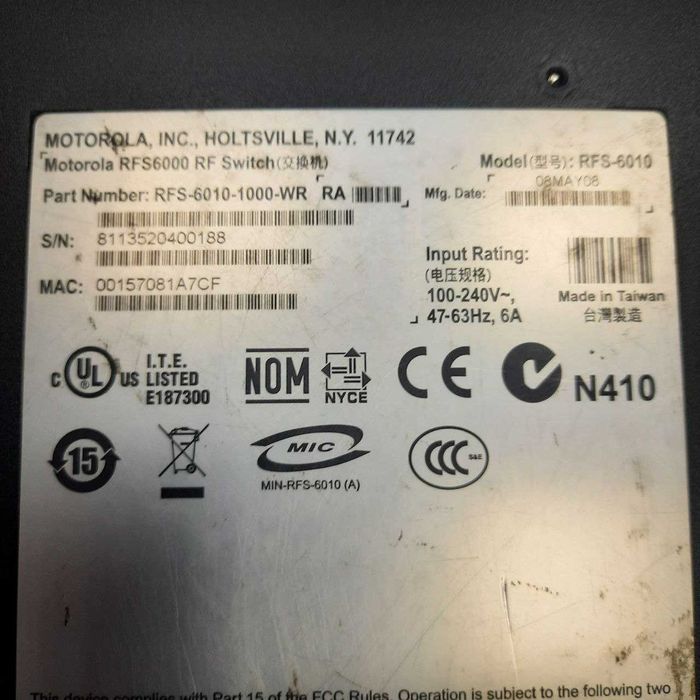 MOTOROLA, INC., HOLTSVILLE, N.Y. 11742
Motorola RFS6000 RF Switch(交换机)
Model(型号): RFS-6010
Part Number: RFS-6010-1000-WR RA
Mfg. Date: 08MAY08
S/N: 8113520400188
MAC: 00157081A7CF
Input Rating:
(电压规格)
100-240V~,
47-63Hz, 6A
Made in Taiwan
台灣製造
C UL US
I.T.E.
LISTED
E187300
NOM
NYCE
CE
N410
15
MIC
MIN-RFS-6010 (A)
CCC S&E
This device complies with Part 15 of the FCC Rules. Operation is subject to the following two